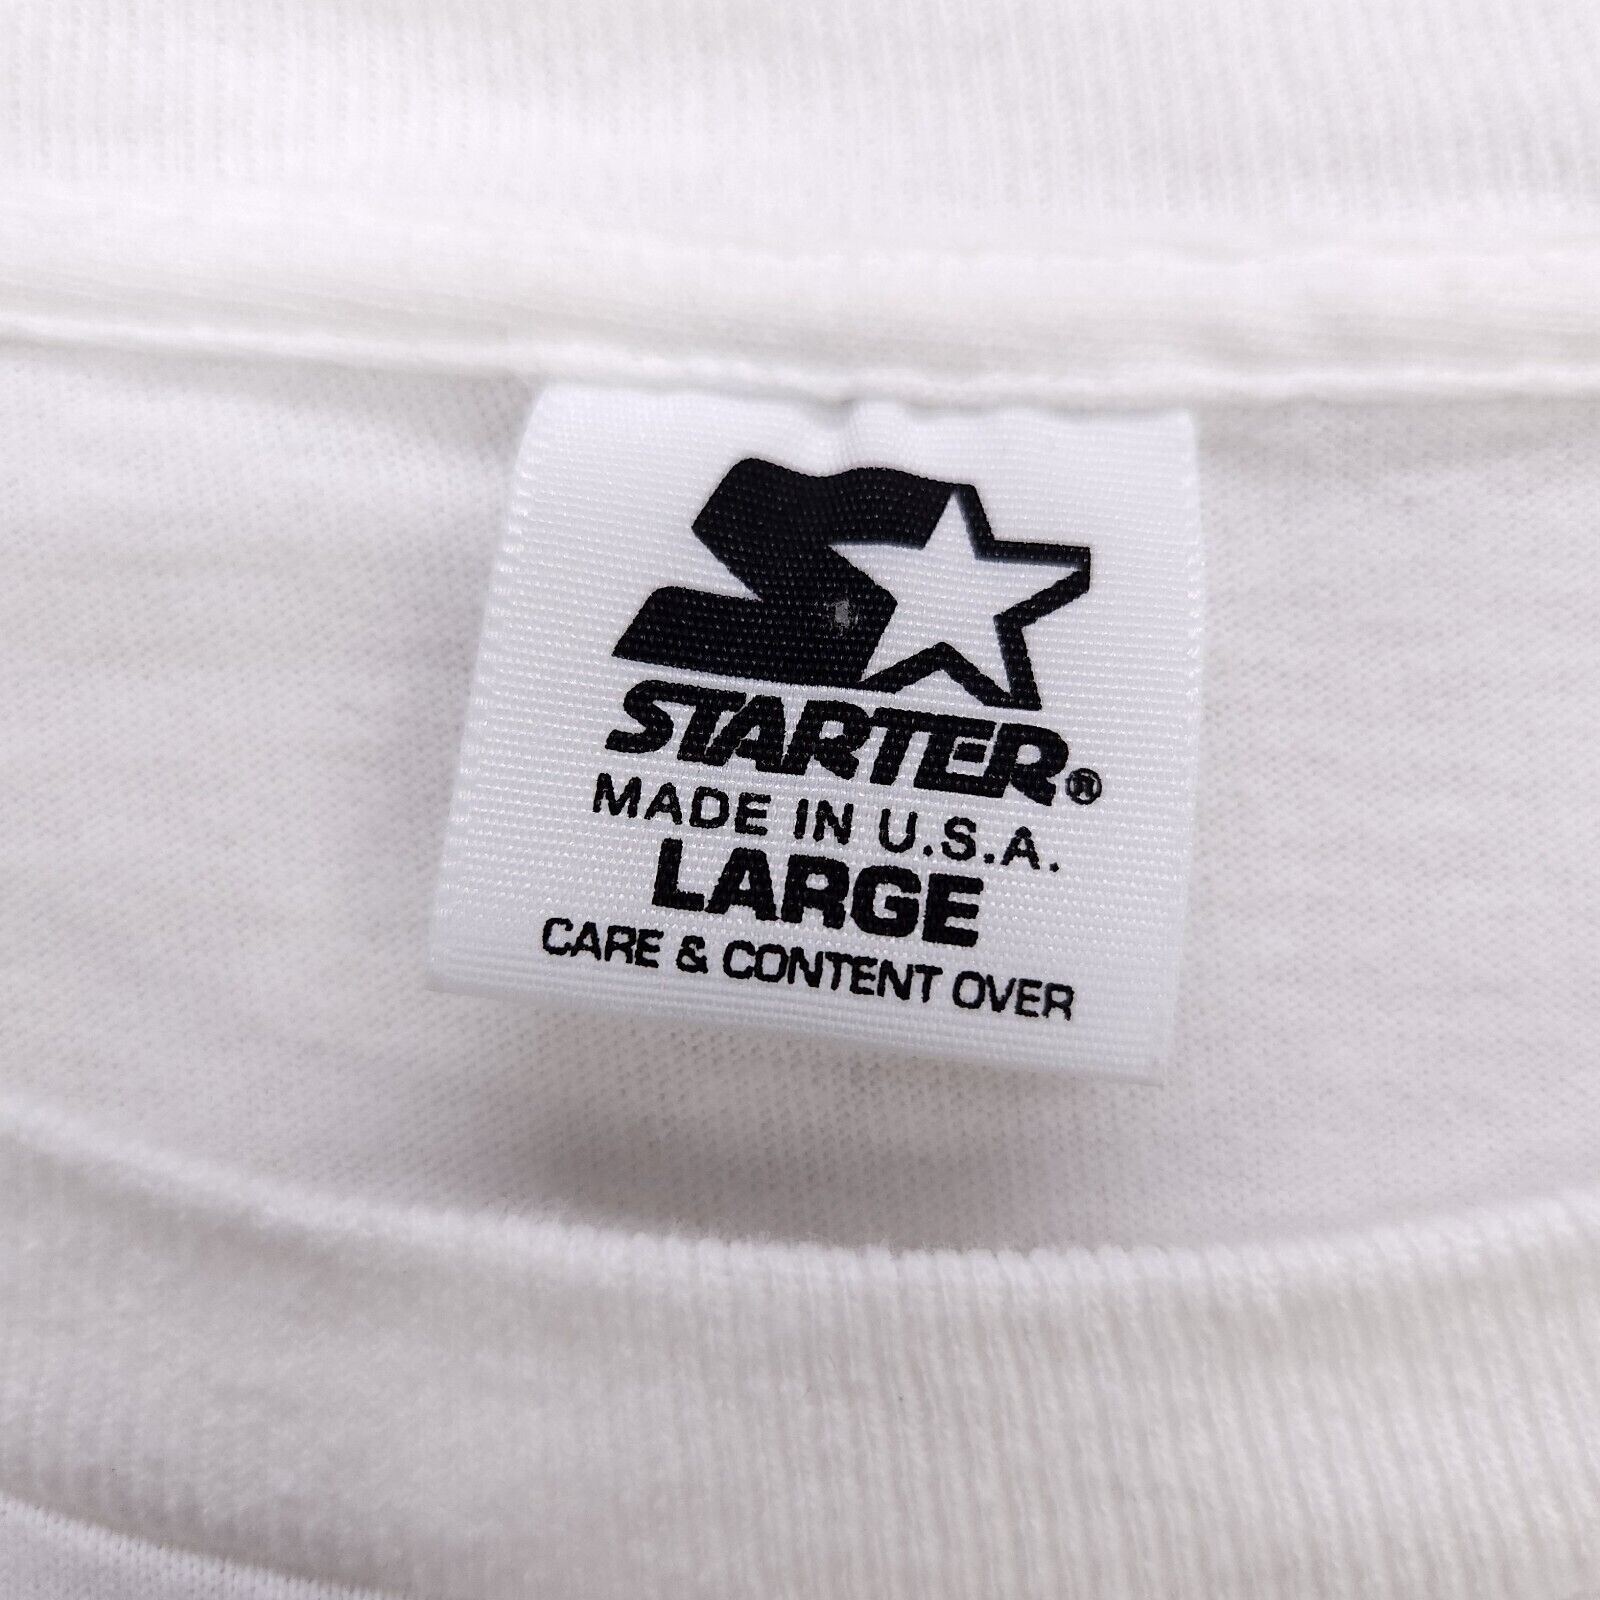 STARTER®
MADE IN U.S.A.
LARGE
CARE & CONTENT OVER